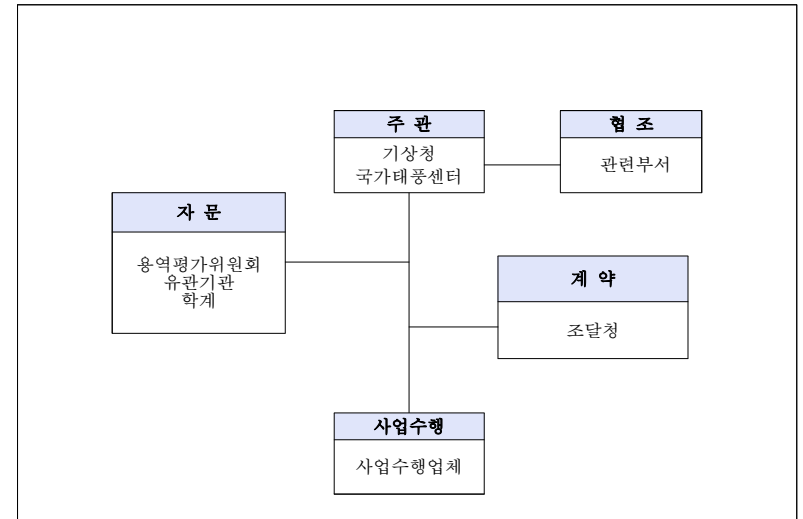 주 관
기상청
국가태풍센터
협 조
관련부서
자 문
용역평가위원회
유관기관
학계
계 약
조달청
사업수행
사업수행업체